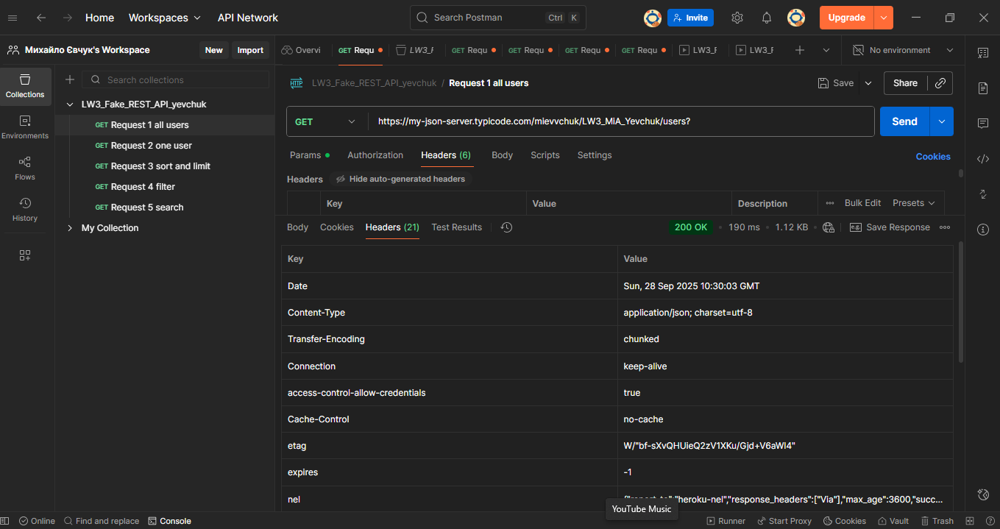 Home Workspaces API Network Search Postman Ctrl K Invite Upgrade
Михайло Євчук's Workspace New Import
Overvi GET Requ LW3_F GET Requ GET Requ GET Requ GET Requ LW3_F LW3_F No environment
Collections
Environments
Flows
History
Search collections
LW3_Fake_REST_API_yevchuk
GET Request 1 all users
GET Request 2 one user
GET Request 3 sort and limit
GET Request 4 filter
GET Request 5 search
My Collection
HTTP LW3_Fake_REST_API_yevchuk / Request 1 all users Save Share
GET https://my-json-server.typicode.com/mievvchuk/LW3_MiA_Yevchuk/users? Send
Params Authorization Headers (6) Body Scripts Settings Cookies
Headers Hide auto-generated headers
Key Value Description Bulk Edit Presets
Body Cookies Headers (21) Test Results 200 OK 190 ms 1.12 KB e.g. Save Response
Key Value
Date Sun, 28 Sep 2025 10:30:03 GMT
Content-Type application/json; charset=utf-8
Transfer-Encoding chunked
Connection keep-alive
access-control-allow-credentials true
Cache-Control no-cache
etag W/"bf-sXvQHUieQ2zV1XKu/Gjd+V6aWI4"
expires -1
nel {"report_to":"heroku-nel","response_headers":["Via"],"max_age":3600,"succ...
YouTube Music
Online Find and replace Console Runner Start Proxy Cookies Vault Trash